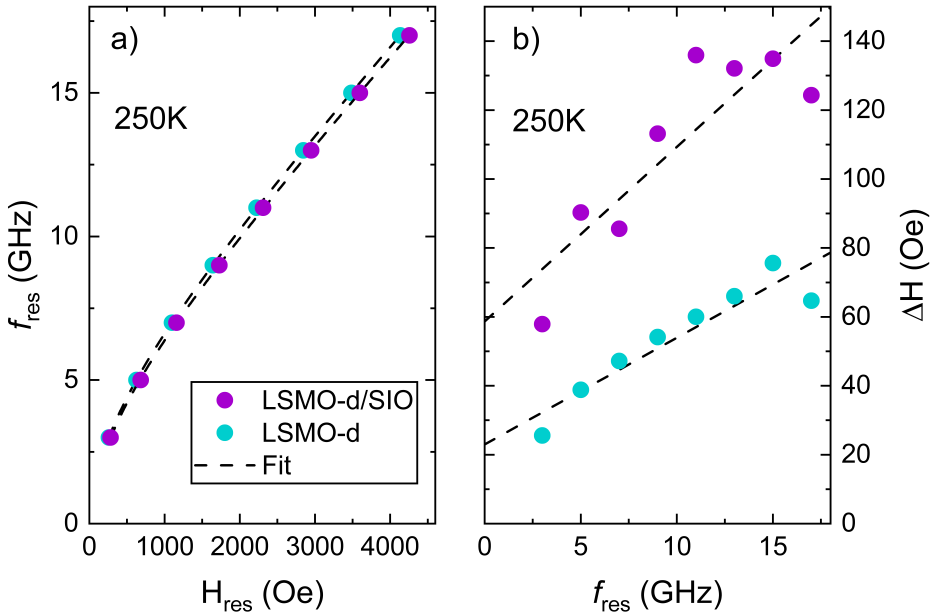 a)
250K
15
10
5
0
0
1000
2000
3000
4000
f_res (GHz)
H_res (Oe)
LSMO-d/SIO
LSMO-d
Fit
b)
250K
140
120
100
80
60
40
20
0
0
5
10
15
ΔH (Oe)
f_res (GHz)